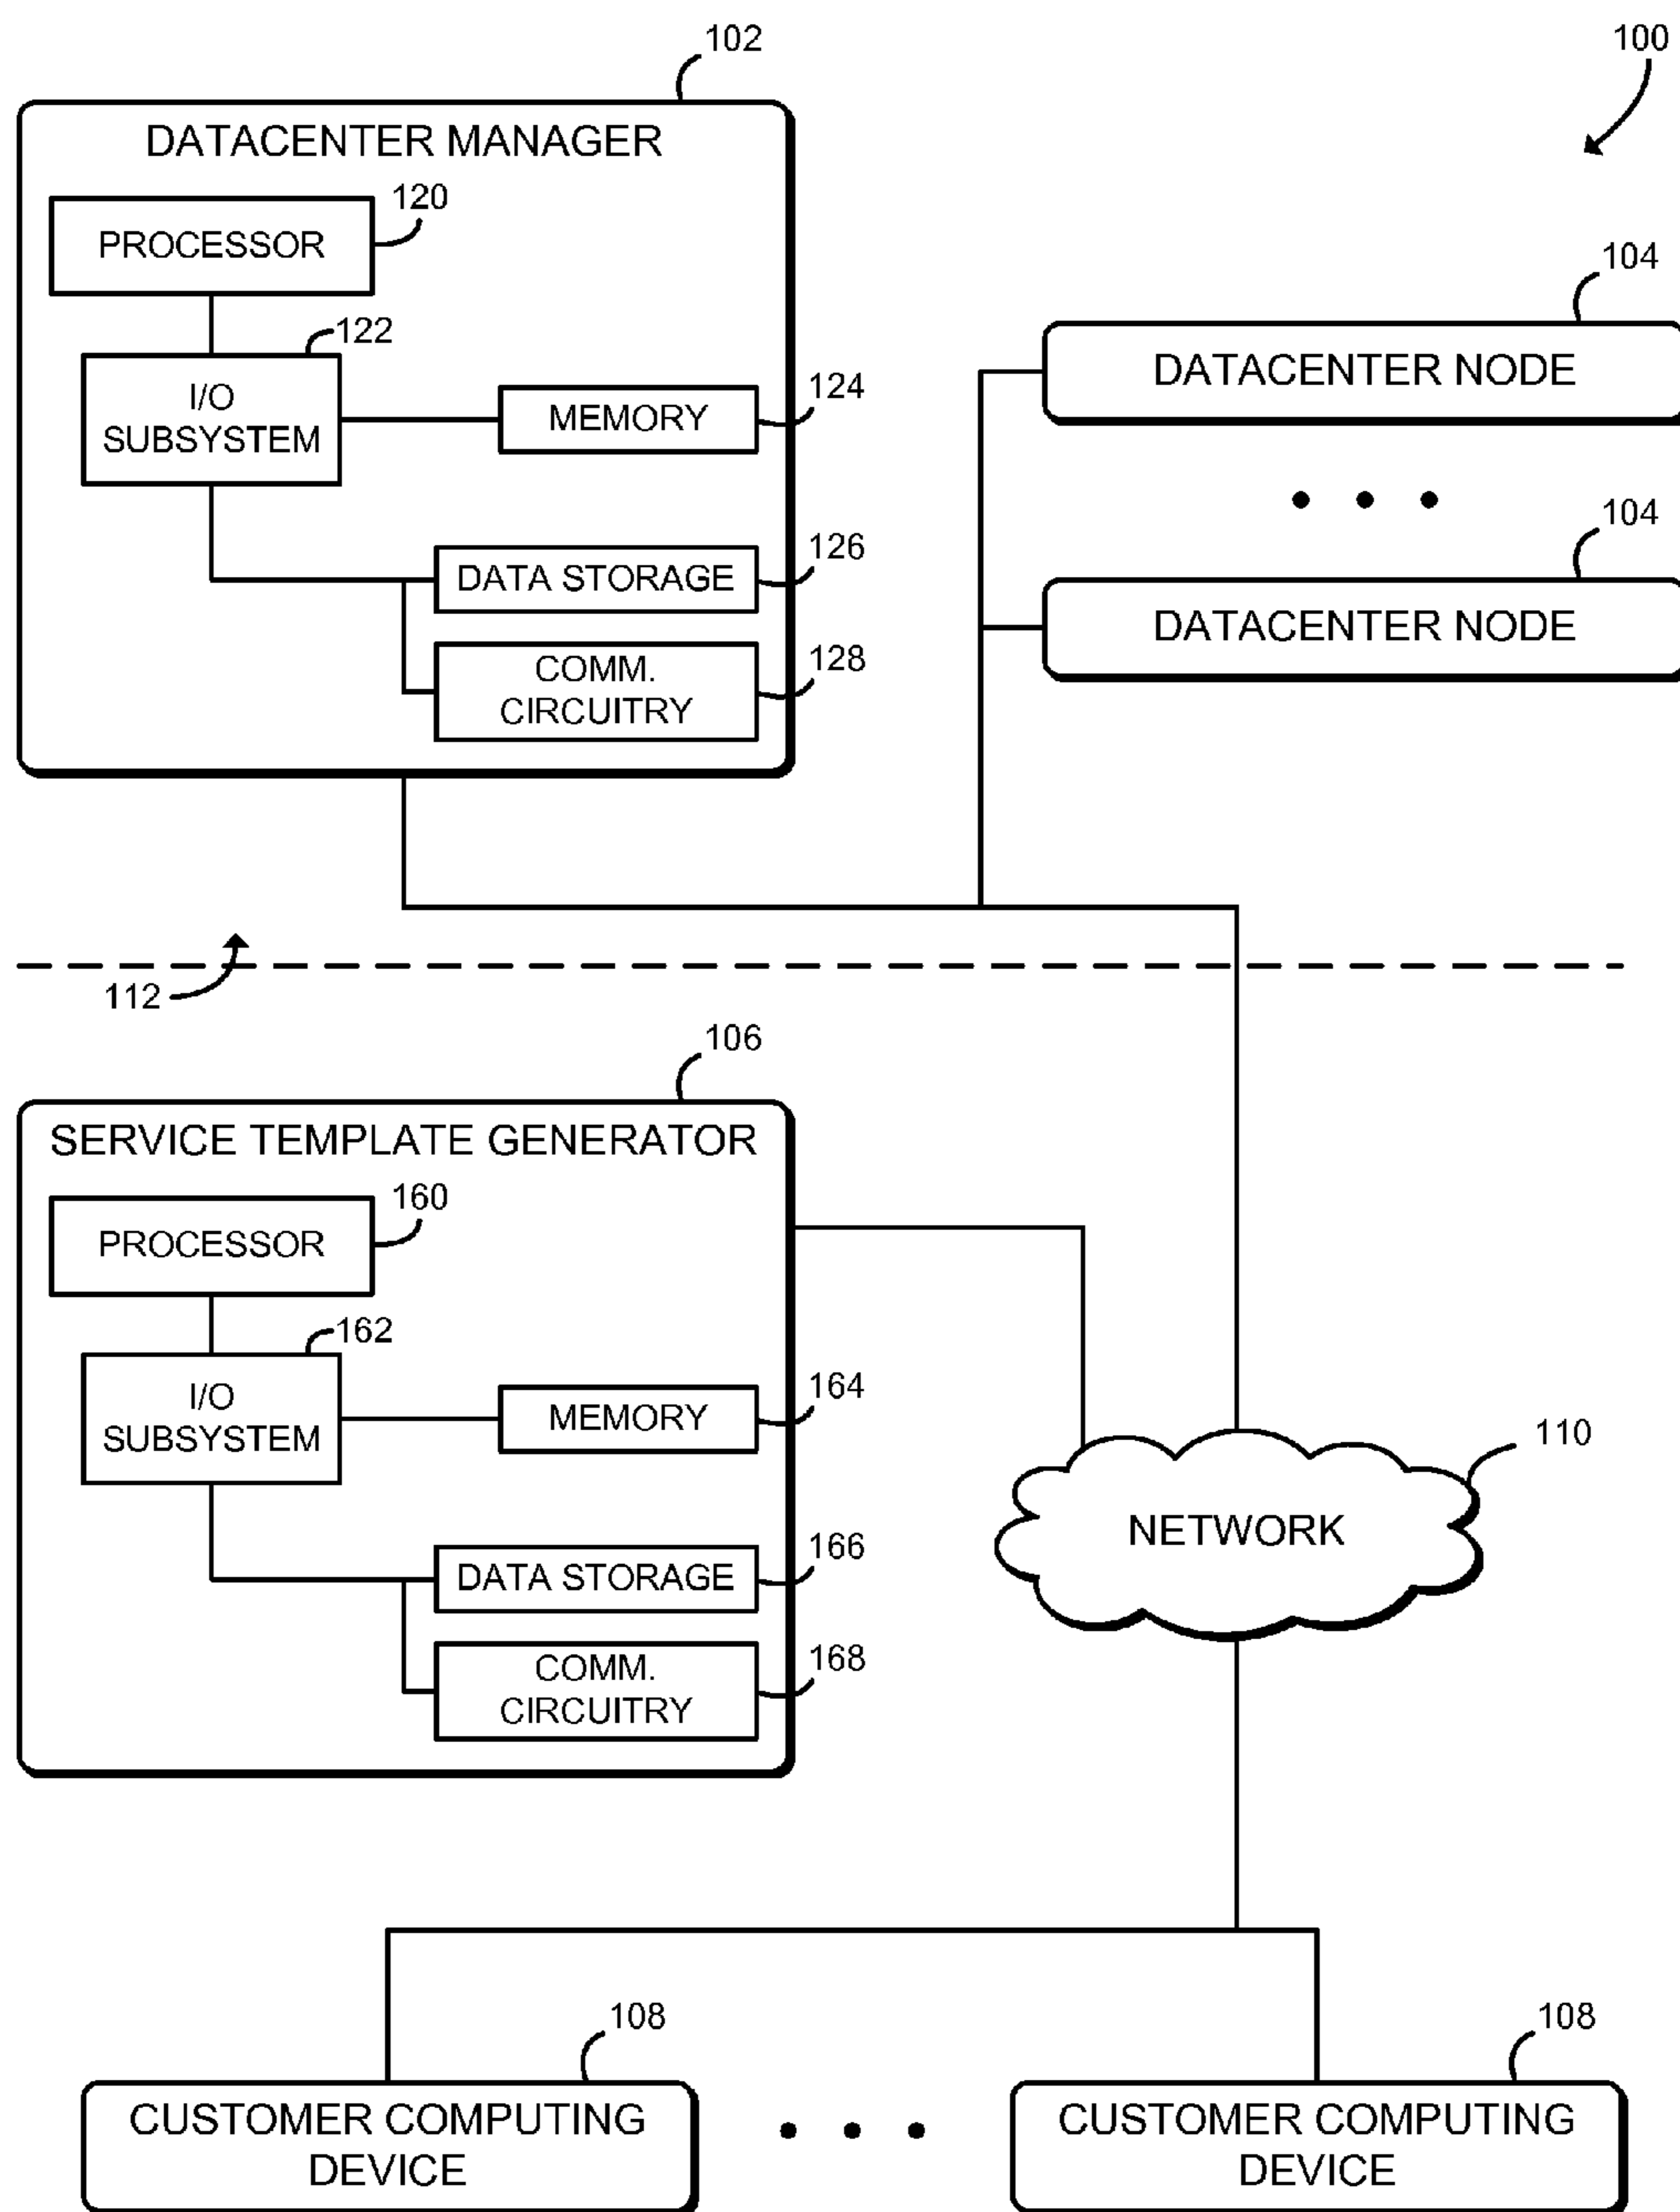 102
100
DATACENTER MANAGER
120
PROCESSOR
122
I/O
SUBSYSTEM
124
MEMORY
126
DATA STORAGE
128
COMM.
CIRCUITRY
104
DATACENTER NODE
104
DATACENTER NODE
112
106
SERVICE TEMPLATE GENERATOR
160
PROCESSOR
162
I/O
SUBSYSTEM
164
MEMORY
166
DATA STORAGE
168
COMM.
CIRCUITRY
110
NETWORK
108
CUSTOMER COMPUTING
DEVICE
108
CUSTOMER COMPUTING
DEVICE